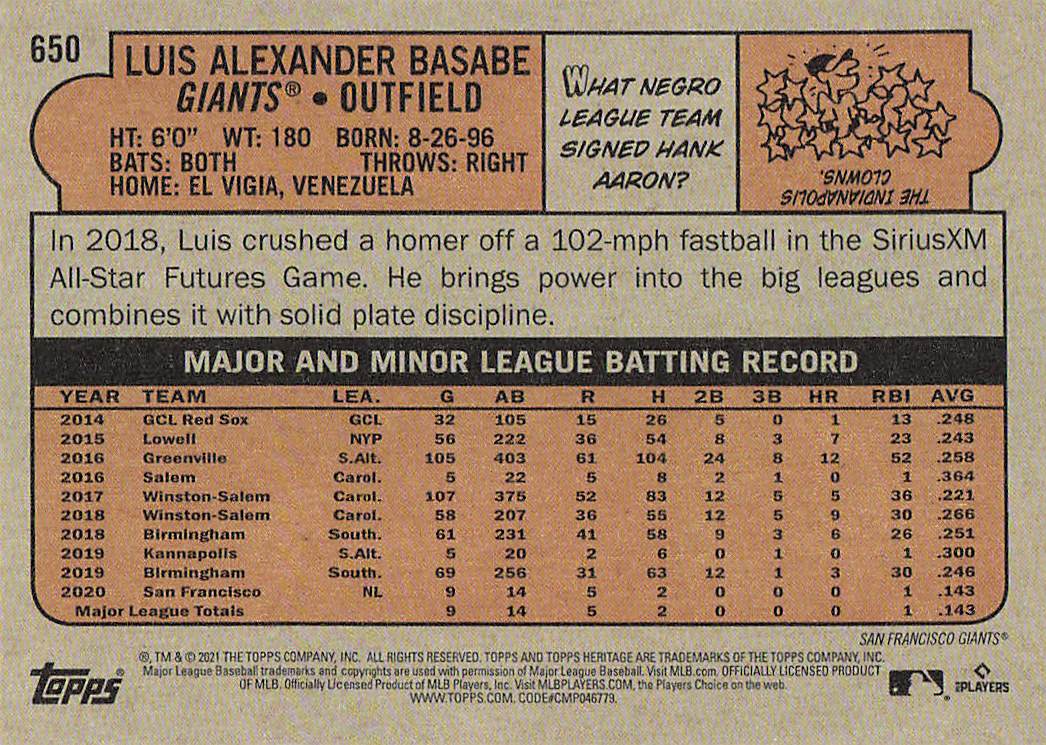 650
LUIS ALEXANDER BASABE
GIANTS® • OUTFIELD
HT: 6'0" WT: 180 BORN: 8-26-96
BATS: BOTH THROWS: RIGHT
HOME: EL VIGIA, VENEZUELA
WHAT NEGRO
LEAGUE TEAM
SIGNED HANK
AARON?
THE INDIANAPOLIS
CLOWNS.
In 2018, Luis crushed a homer off a 102-mph fastball in the SiriusXM
All-Star Futures Game. He brings power into the big leagues and
combines it with solid plate discipline.
MAJOR AND MINOR LEAGUE BATTING RECORD
YEAR TEAM LEA. G AB R H 2B 3B HR RBI AVG
2014 GCL Red Sox GCL 32 105 15 26 5 0 1 13 .248
2015 Lowell NYP 56 222 36 54 8 3 7 23 .243
2016 Greenville S.Alt. 105 403 61 104 24 8 12 52 .258
2016 Salem Carol. 5 22 5 8 2 1 0 1 .364
2017 Winston-Salem Carol. 107 375 52 83 12 5 5 36 .221
2018 Winston-Salem Carol. 58 207 36 55 12 5 9 30 .266
2018 Birmingham South. 61 231 41 58 9 3 6 26 .251
2019 Kannapolis S.Alt. 5 20 2 6 0 1 0 1 .300
2019 Birmingham South. 69 256 31 63 12 1 3 30 .246
2020 San Francisco NL 9 14 5 2 0 0 0 1 .143
Major League Totals 9 14 5 2 0 0 0 1 .143
SAN FRANCISCO GIANTS®
®, TM & © 2021 THE TOPPS COMPANY, INC. ALL RIGHTS RESERVED. TOPPS AND TOPPS HERITAGE ARE TRADEMARKS OF THE TOPPS COMPANY, INC.
Major League Baseball trademarks and copyrights are used with permission of Major League Baseball. Visit MLB.com. OFFICIALLY LICENSED PRODUCT
OF MLB. Officially Licensed Product of MLB Players, Inc. Visit MLBPLAYERS.COM, the Players Choice on the web.
WWW.TOPPS.COM. CODE#CMP046779.
topps®
MLBPLAYERS